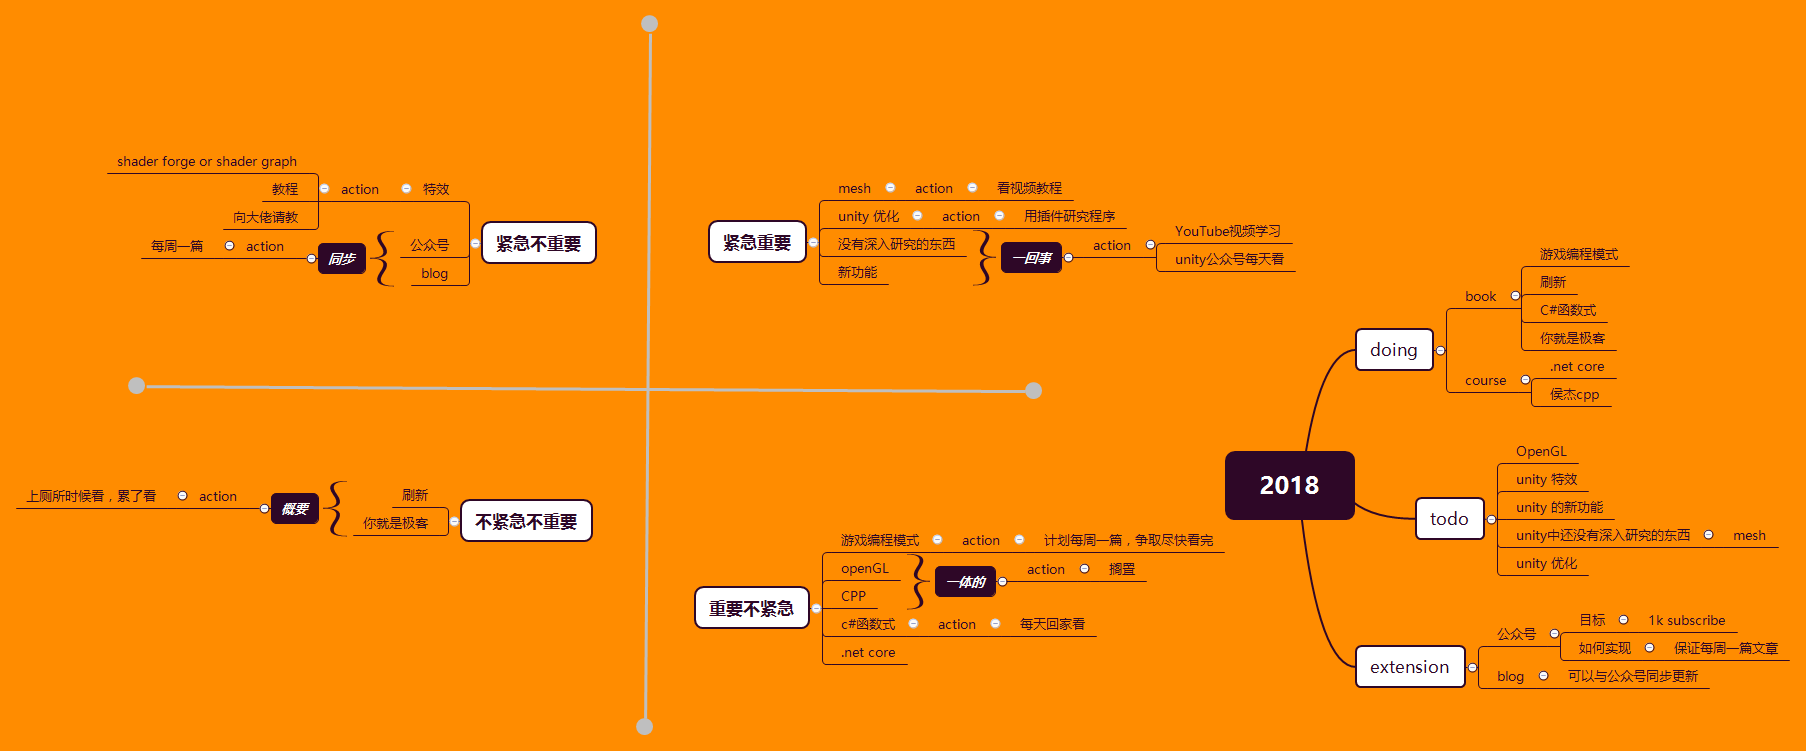 shader forge or shader graph
教程
action
特效
向大佬请教
每周一篇
action
同步
公众号
blog
紧急不重要
紧急重要
mesh
action
看视频教程
unity 优化
action
用插件研究程序
没有深入研究的东西
新功能
一回事
action
YouTube视频学习
unity公众号每天看
上厕所时候看，累了看
action
概要
刷新
你就是极客
不紧急不重要
重要不紧急
游戏编程模式
action
计划每周一篇，争取尽快看完
openGL
CPP
一体的
action
搁置
c#函数式
action
每天回家看
.net core
2018
doing
book
游戏编程模式
刷新
C#函数式
你就是极客
course
.net core
侯杰cpp
todo
OpenGL
unity 特效
unity 的新功能
unity中还没有深入研究的东西
mesh
unity 优化
extension
公众号
目标
1k subscribe
如何实现
保证每周一篇文章
blog
可以与公众号同步更新